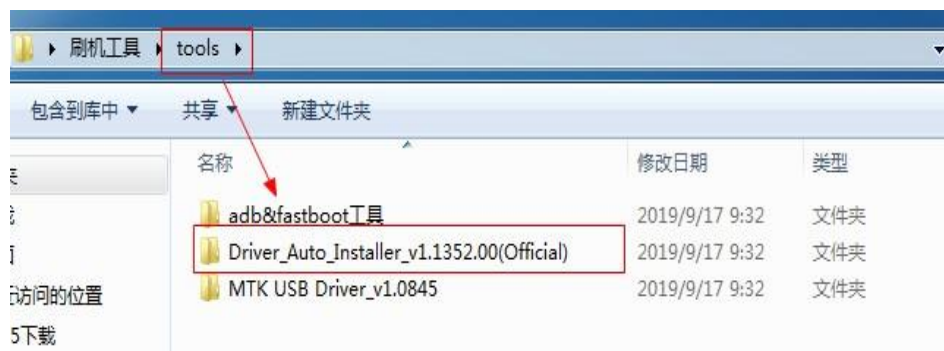 刷机工具 tools
包含到库中 共享 新建文件夹
名称 修改日期 类型
adb&fastboot工具 2019/9/17 9:32 文件夹
Driver_Auto_Installer_v1.1352.00(Official) 2019/9/17 9:32 文件夹
访问的位置 MTK USB Driver_v1.0845 2019/9/17 9:32 文件夹
5下载